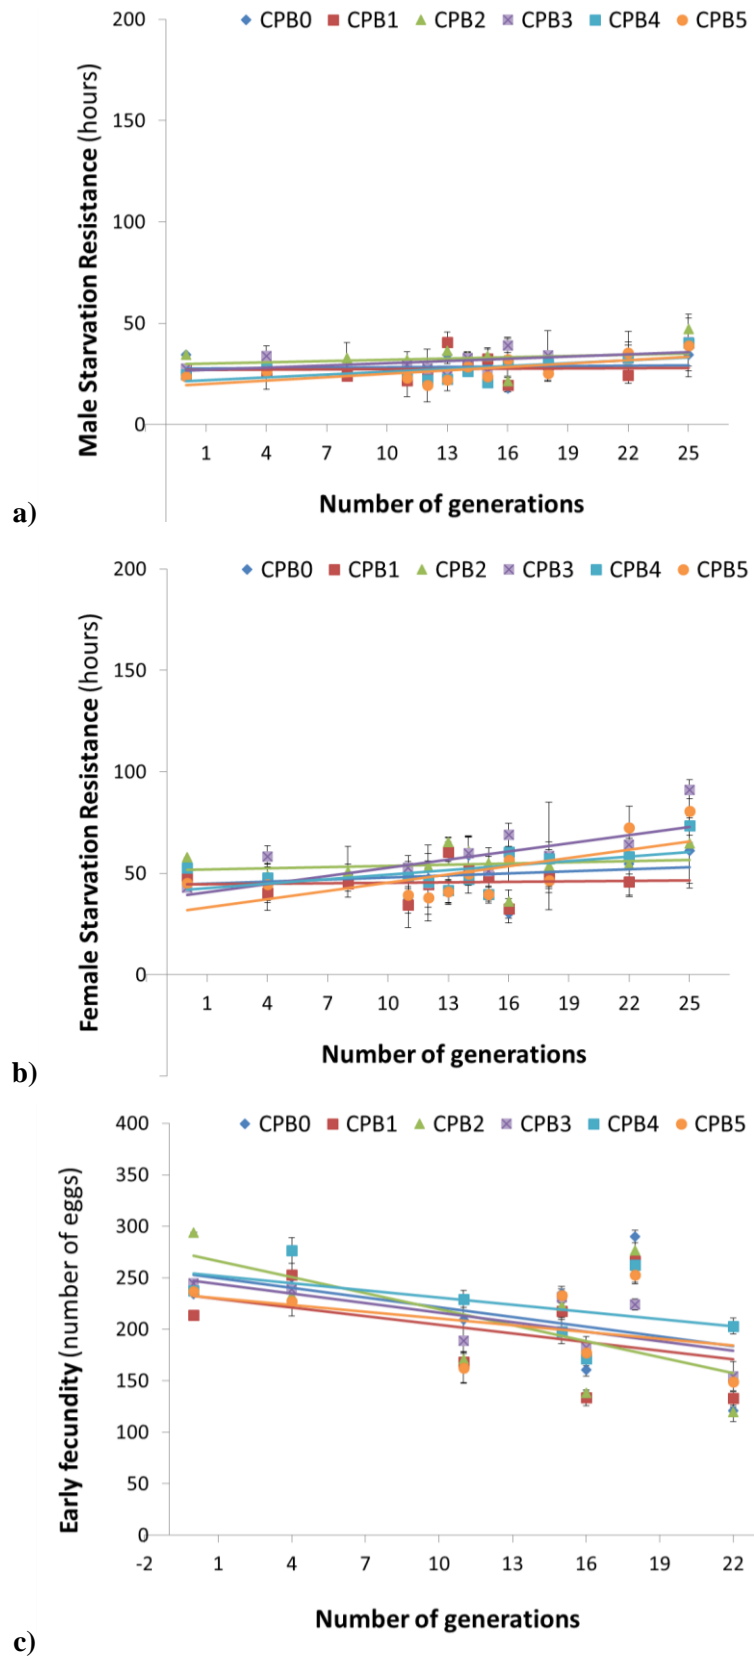 200
CPB0 CPB1 CPB2 CPB3 CPB4 CPB5
150
100
50
0
Male Starvation Resistance (hours)
1 4 7 10 13 16 19 22 25
Number of generations
a)
200
CPB0 CPB1 CPB2 CPB3 CPB4 CPB5
150
100
50
0
Female Starvation Resistance (hours)
1 4 7 10 13 16 19 22 25
Number of generations
b)
400
CPB0 CPB1 CPB2 CPB3 CPB4 CPB5
350
300
250
200
150
100
50
0
Early fecundity (number of eggs)
-2 1 4 7 10 13 16 19 22
Number of generations
c)